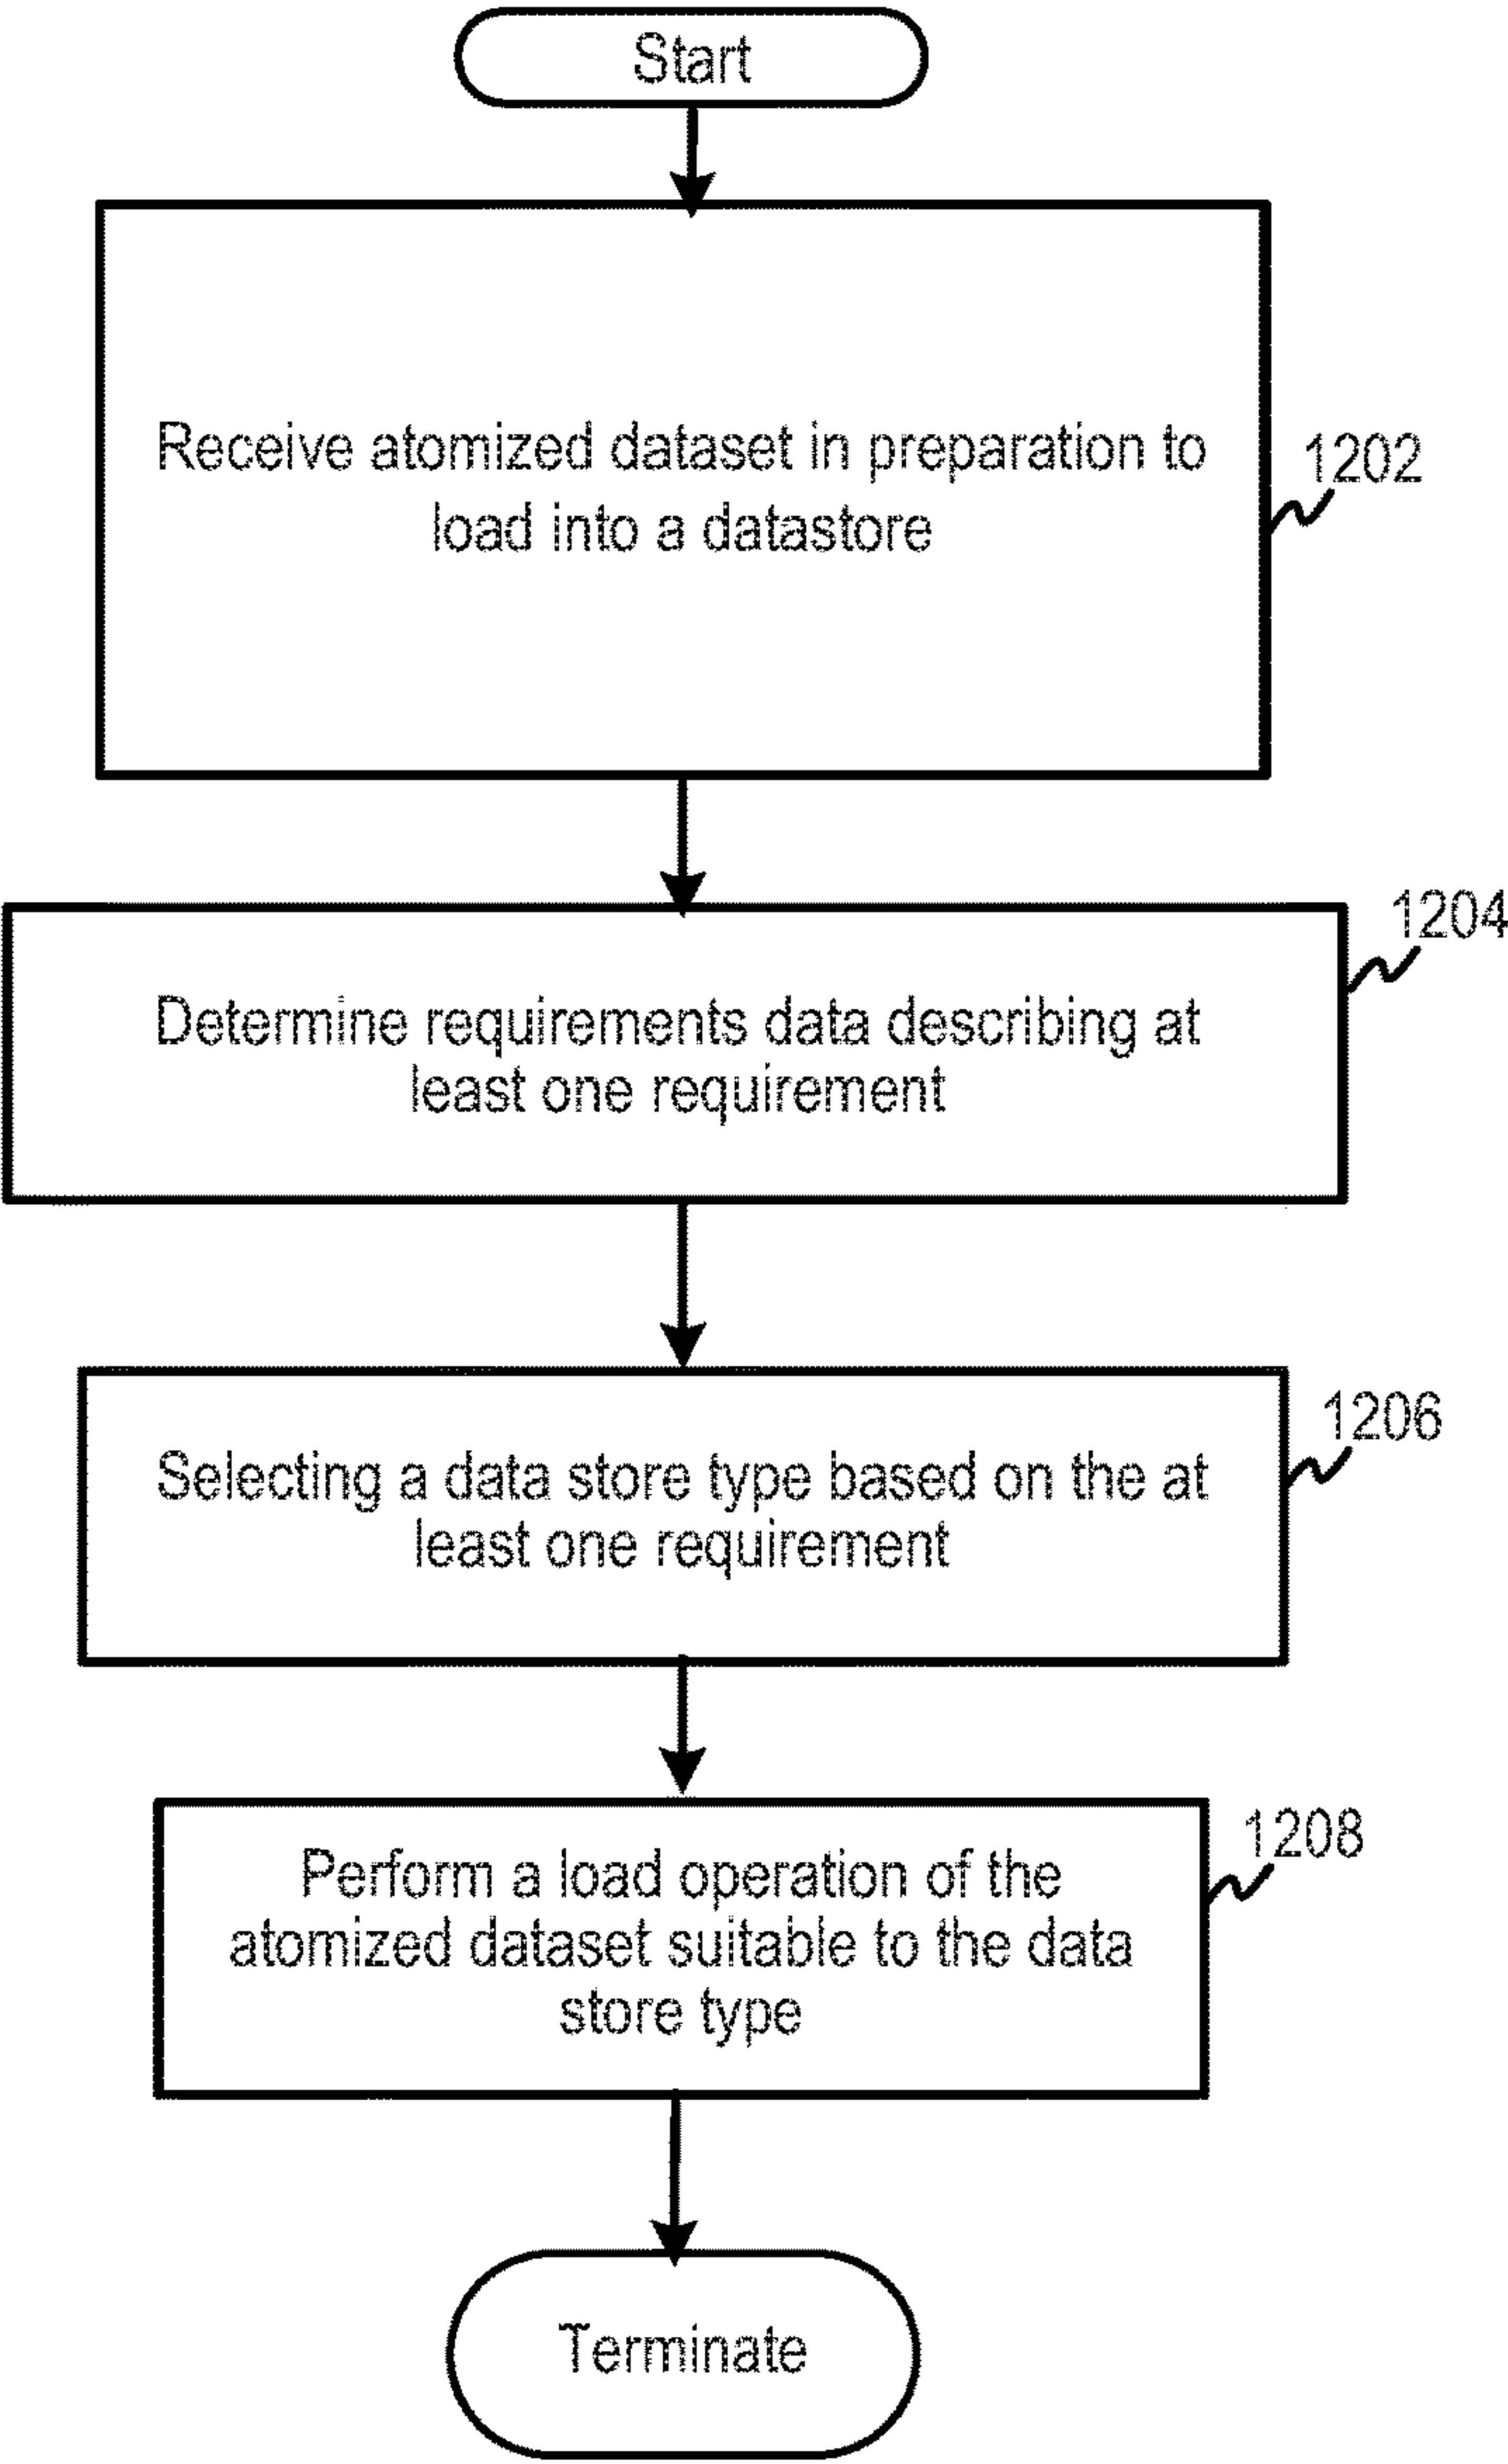 Start
Receive atomized dataset in preparation to
load into a datastore
1202
1204
Determine requirements data describing at
least one requirement
1206
Selecting a data store type based on the at
least one requirement
1208
Perform a load operation of the
atomized dataset suitable to the data
store type
Terminate